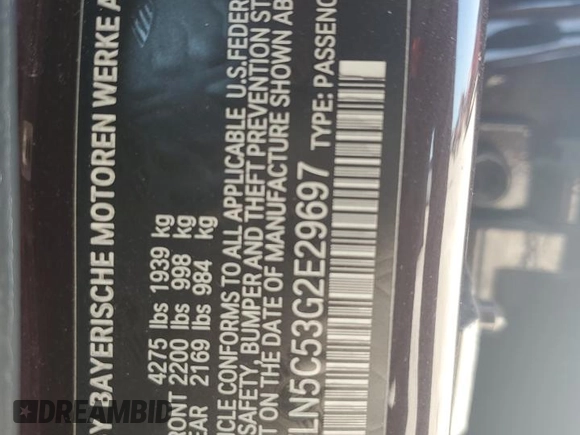 Y BAYERISCHE MOTOREN WERKE A
4275 lbs 1939 kg
RONT 2200 lbs 998 kg
EAR 2169 lbs 984 kg
ICLE CONFORMS TO ALL APPLICABLE U.S. FEDER
SAFETY, BUMPER AND THEFT PREVENTION ST
T ON THE DATE OF MANUFACTURE SHOWN AB
LN5C53G2E29697 TYPE: PASSENG
DREAMBID